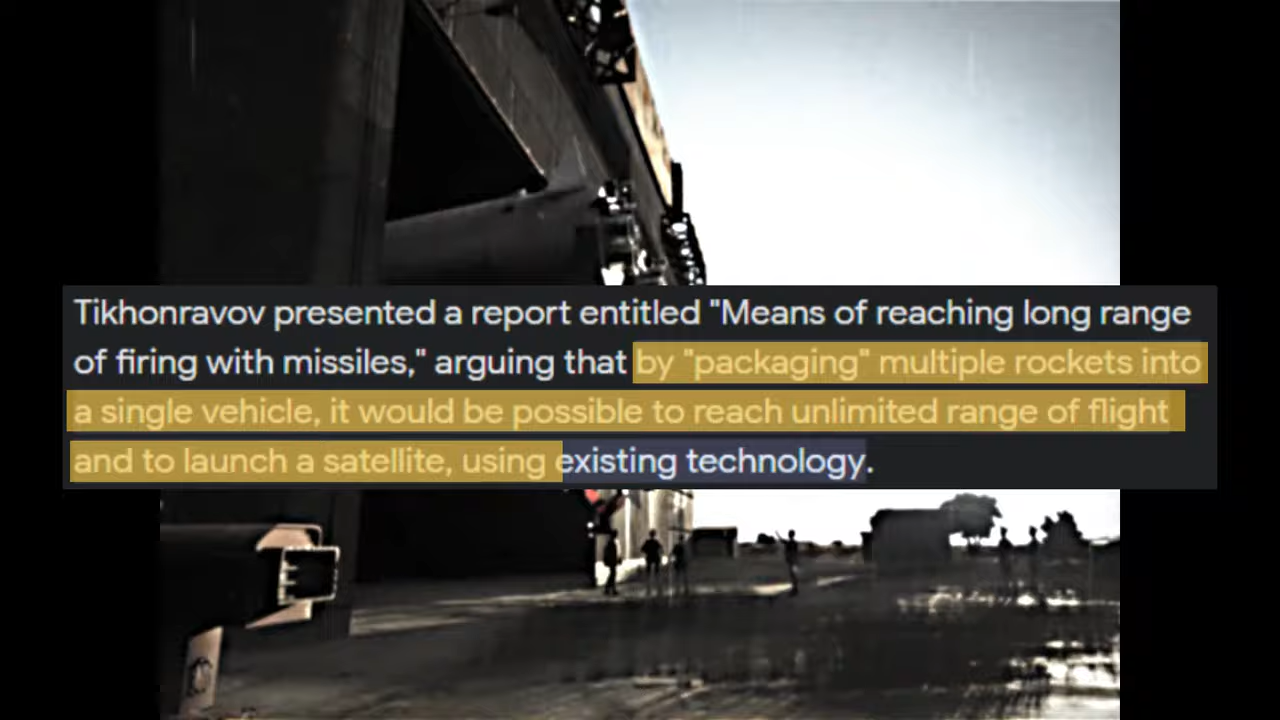 Tikhonravov presented a report entitled "Means of reaching long range
of firing with missiles," arguing that by "packaging" multiple rockets into
a single vehicle, it would be possible to reach unlimited range of flight
and to launch a satellite, using existing technology.